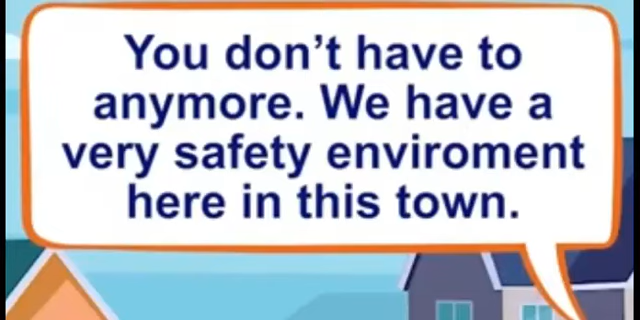 You don’t have to
anymore. We have a
very safety enviroment
here in this town.